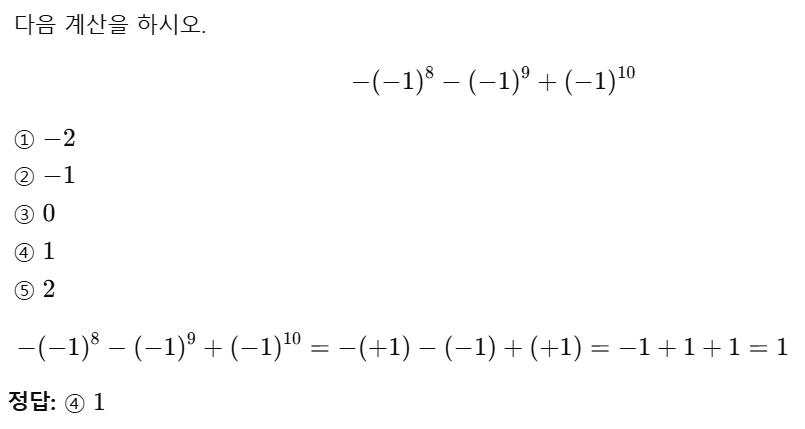 다음 계산을 하시오.
−(−1)⁸ − (−1)⁹ + (−1)¹⁰
① −2
② −1
③ 0
④ 1
⑤ 2
−(−1)⁸ − (−1)⁹ + (−1)¹⁰ = −(+1) − (−1) + (+1) = −1 + 1 + 1 = 1
정답: ④ 1